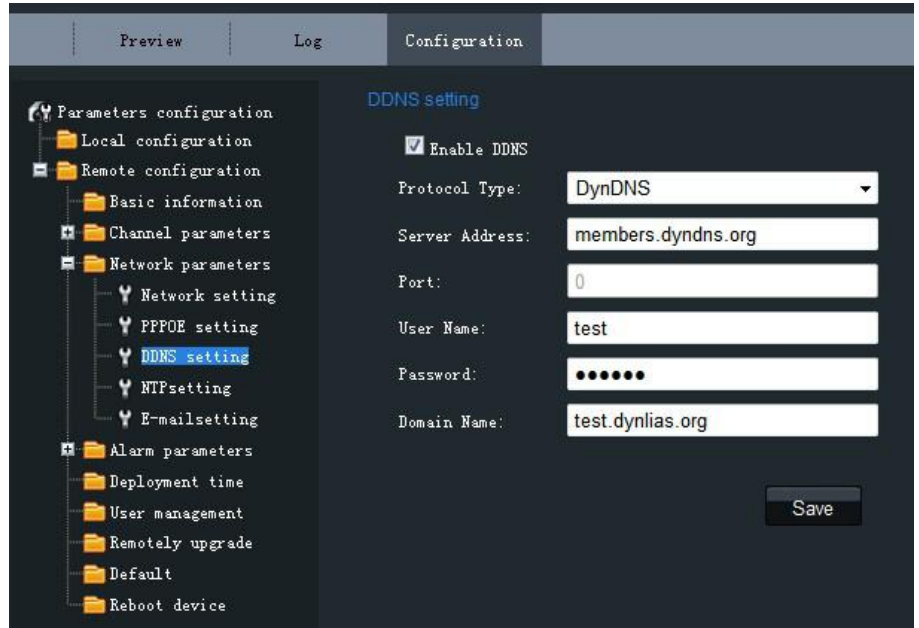 Preview Log Configuration
Parameters configuration
Local configuration
Remote configuration
Basic information
Channel parameters
Network parameters
Network setting
PPPOE setting
DDNS setting
NTPsetting
E-mailsetting
Alarm parameters
Deployment time
User management
Remotely upgrade
Default
Reboot device
DDNS setting
Enable DDNS
Protocol Type: DynDNS
Server Address: members.dyndns.org
Port: 0
User Name: test
Password: ●●●●●●
Domain Name: test.dynlias.org
Save